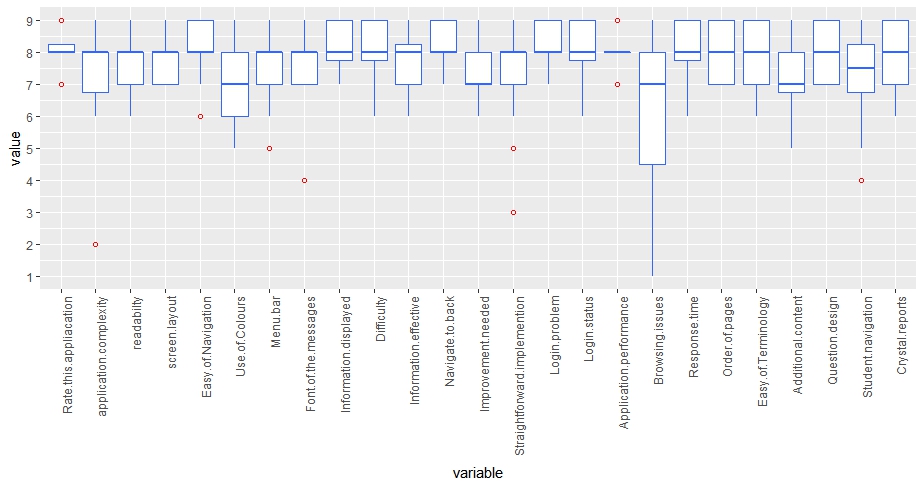 value
9
8
7
6
5
4
3
2
1
Rate.this.appliacation
application.complexity
readabilty
screen.layout
Easy.of.Navigation
Use.of.Colours
Menu.bar
Font.of.the.messages
Information.displayed
Difficulty
Information.effective
Navigate.to.back
Improvement.needed
Straightforward.implemention
Login.problem
Login.status
Application.performance
Browsing.issues
Response.time
Order.of.pages
Easy.of.Terminology
Additional.content
Question.design
Student.navigation
Crystal.reports
variable